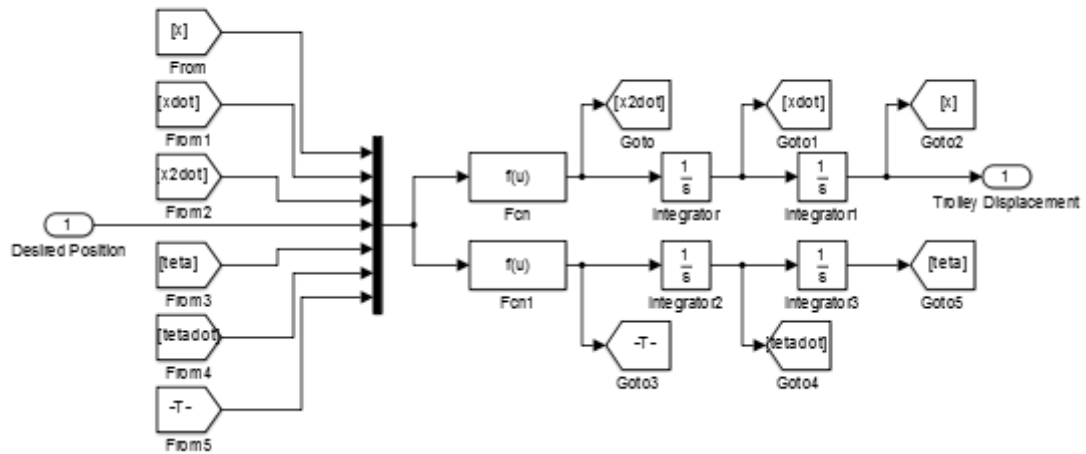 [x]
From
[xdot]
From1
[x2dot]
From2
1
Desired Position
[teta]
From3
[tetadot]
From4
-T-
From5
f(u)
Fcn
f(u)
Fcn1
[x2dot]
Goto
[xdot]
Goto1
[x]
Goto2
1
s
Integrator
1
s
Integrator1
1
Trolley Displacement
1
s
Integrator2
1
s
Integrator3
[teta]
Goto5
-T-
Goto3
[tetadot]
Goto4